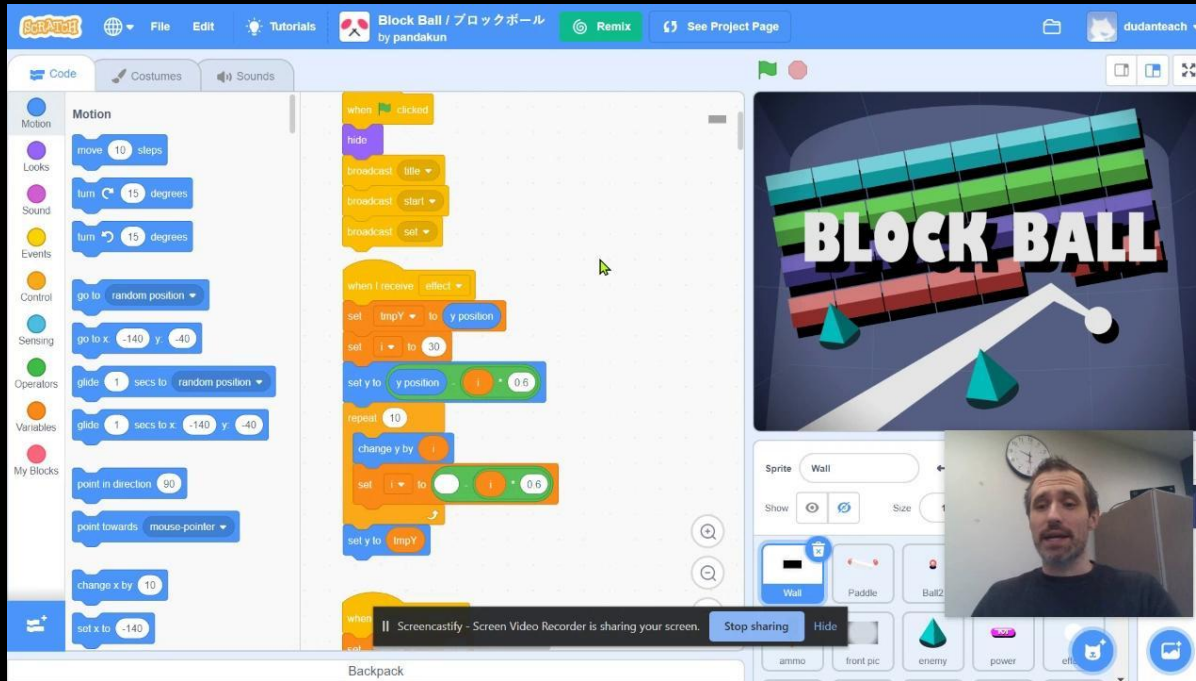 SCRATCH
File
Edit
Tutorials
Block Ball / ブロックボール
by pandakun
Remix
See Project Page
dudanteach
Code
Costumes
Sounds
Motion
Looks
Sound
Events
Control
Sensing
Operators
Variables
My Blocks
Motion
move 10 steps
turn 15 degrees
turn 15 degrees
go to random position
go to x: -140 y: -40
glide 1 secs to random position
glide 1 secs to x: -140 y: -40
point in direction 90
point towards mouse-pointer
change x by 10
set x to -140
when clicked
hide
broadcast title
broadcast start
broadcast set
when I receive effect
set tmpY to y position
set i to 30
set y to y position - i * 0.6
repeat 10
change y by i
set i to - i * 0.6
set y to tmpY
when
set
BLOCK BALL
Sprite Wall
Show
Size
Wall
Paddle
Ball2
ammo
front pic
enemy
power
Screencastify - Screen Video Recorder is sharing your screen.
Stop sharing
Hide
Backpack